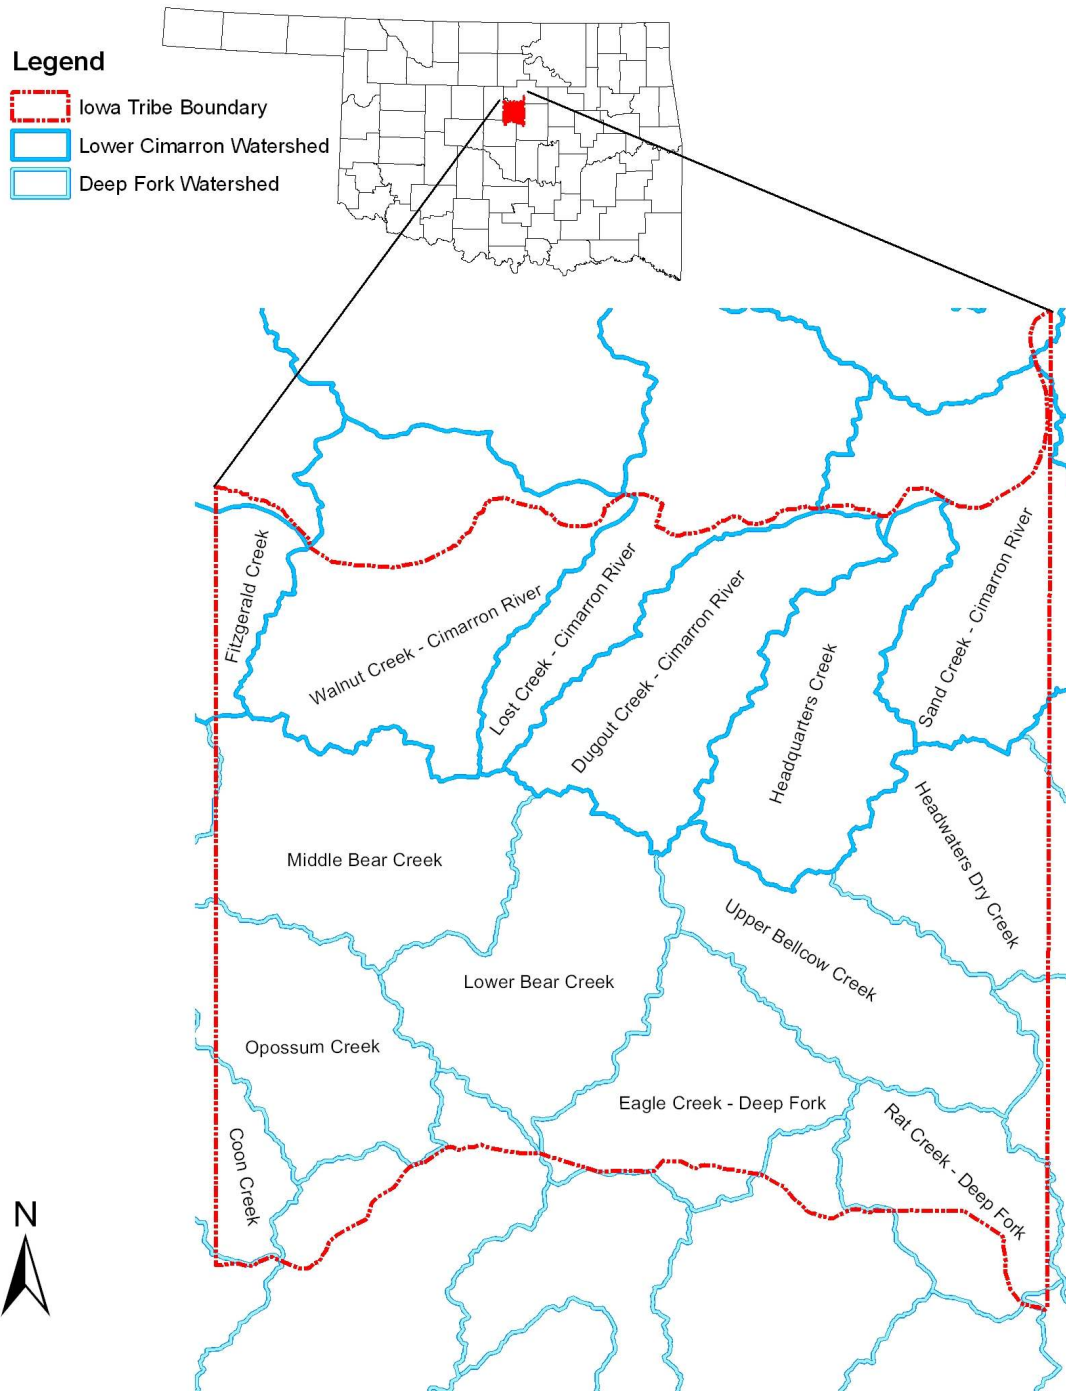 Legend
Iowa Tribe Boundary
Lower Cimarron Watershed
Deep Fork Watershed
Fitzgerald Creek
Walnut Creek - Cimarron River
Lost Creek - Cimarron River
Dugout Creek - Cimarron River
Headquarters Creek
Sand Creek - Cimarron River
Headwaters Dry Creek
Middle Bear Creek
Upper Bellcow Creek
Lower Bear Creek
Opossum Creek
Eagle Creek - Deep Fork
Rat Creek - Deep Fork
Coon Creek
N